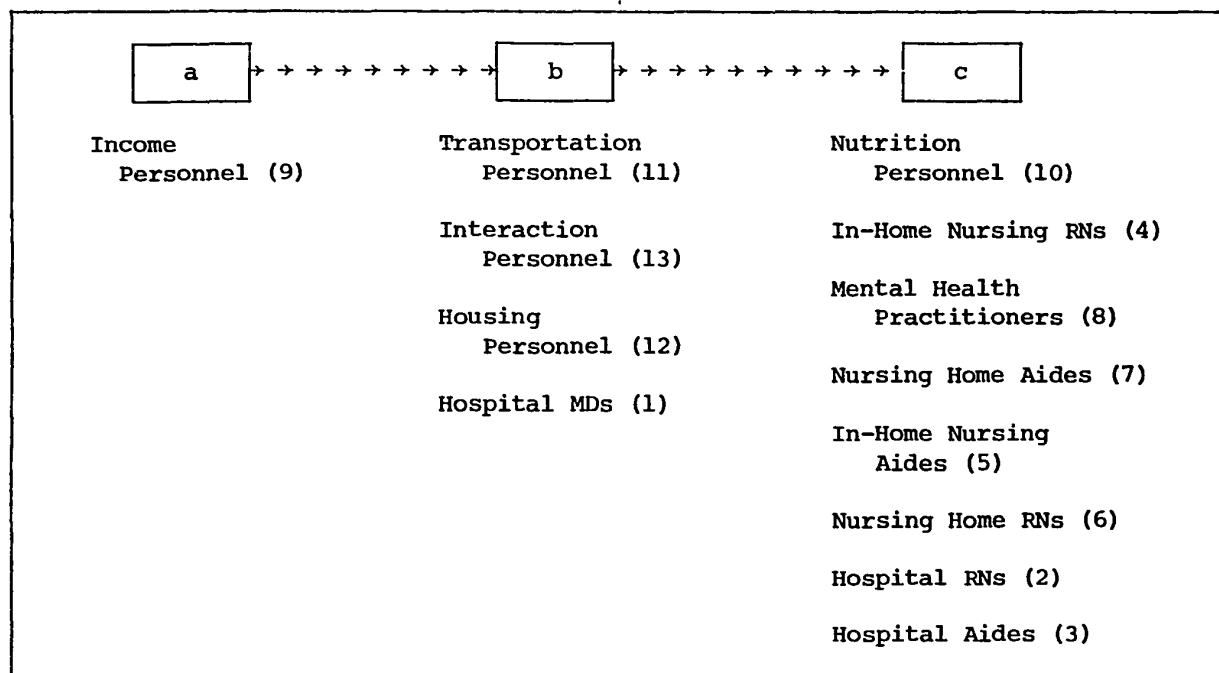 a → → → → → → → → → b → → → → → → → → → → c
Income
Personnel (9)
Transportation
Personnel (11)
Interaction
Personnel (13)
Housing
Personnel (12)
Hospital MDs (1)
Nutrition
Personnel (10)
In-Home Nursing RNs (4)
Mental Health
Practitioners (8)
Nursing Home Aides (7)
In-Home Nursing
Aides (5)
Nursing Home RNs (6)
Hospital RNs (2)
Hospital Aides (3)